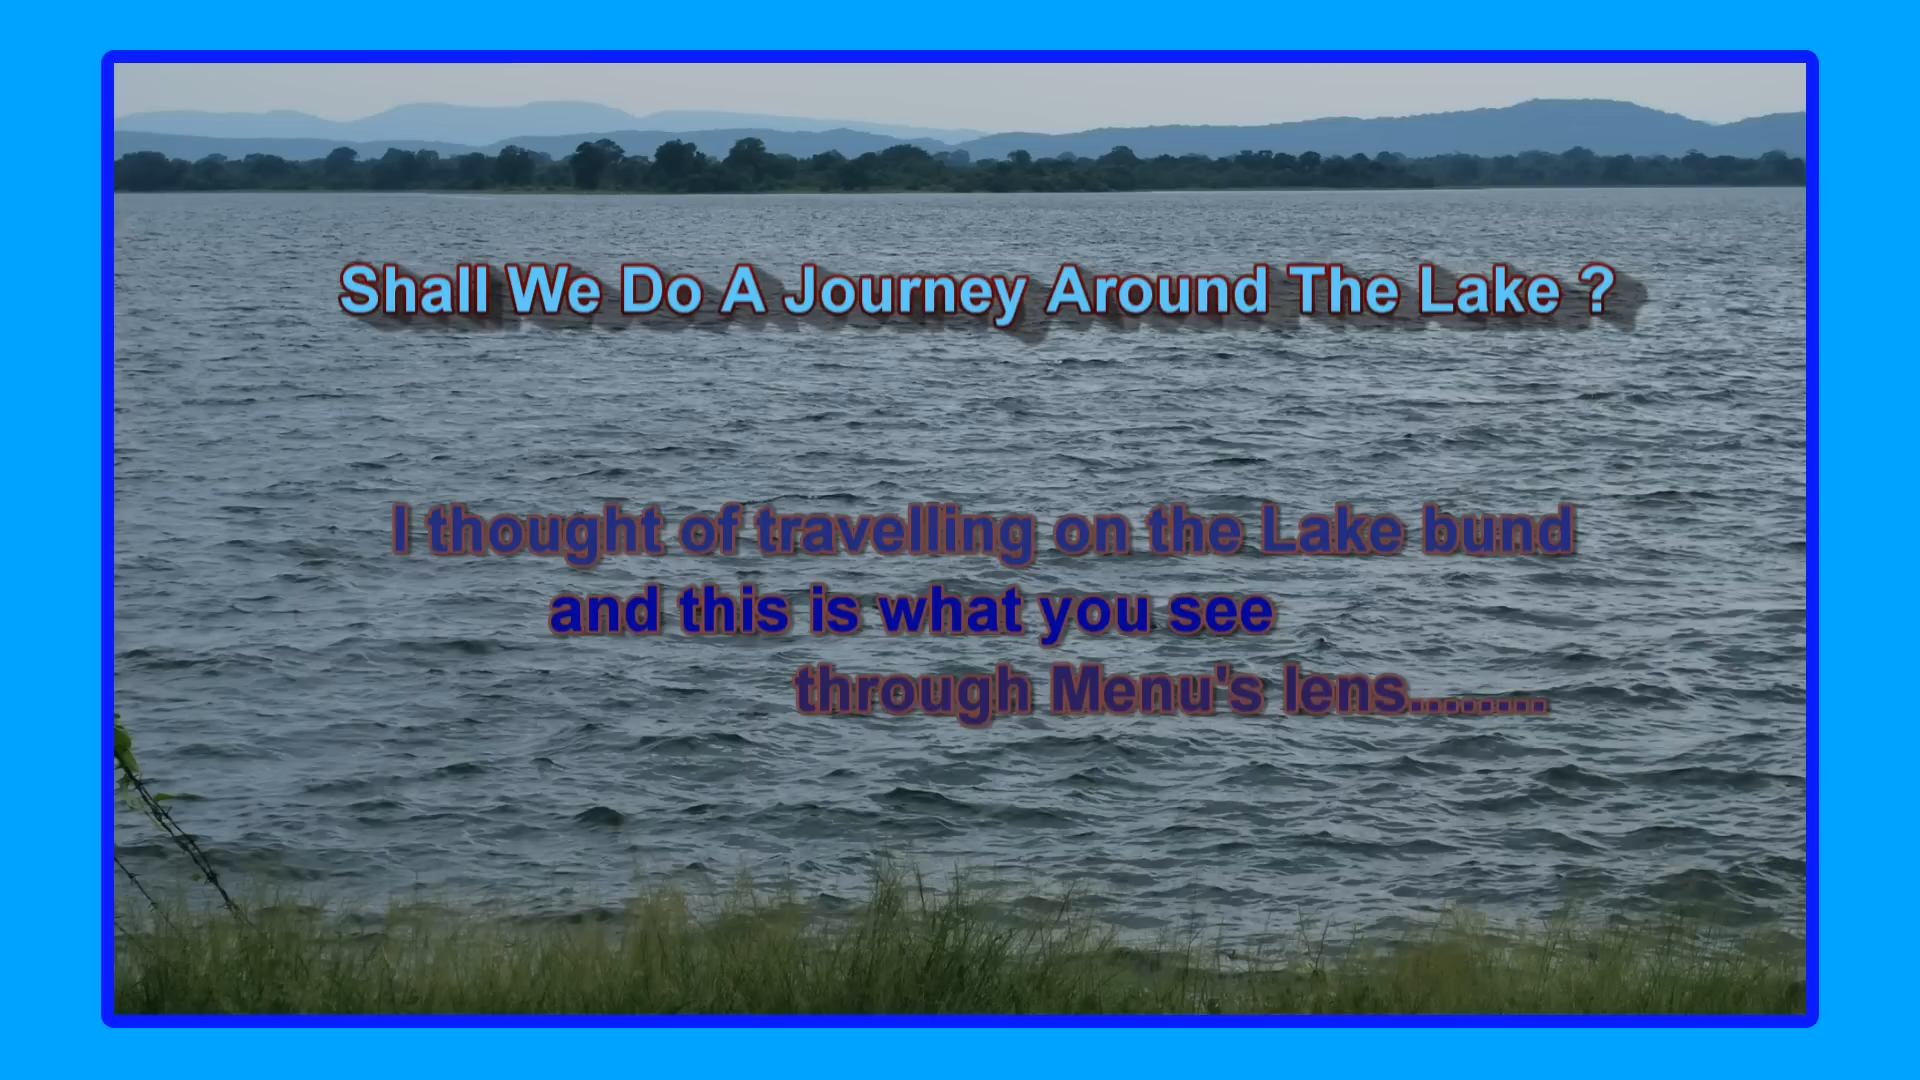 Shall We Do A Journey Around The Lake ?
I thought of travelling on the Lake bund
and this is what you see
through Menu's lens........